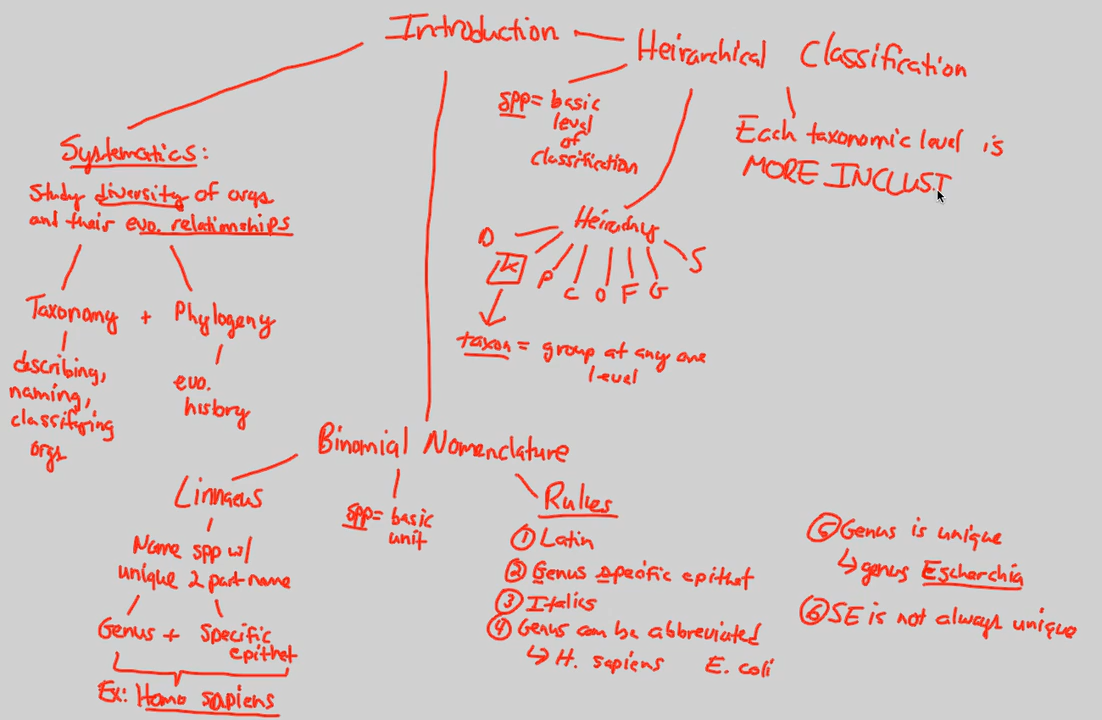 Introduction
Systematics:
Study diversity of orgs
and their evo. relationships
Taxonomy + Phylogeny
describing,
naming,
classifying
orgs
evo.
history
Heirarchical Classification
spp = basic
level
of
classification
Each taxonomic level is
MORE INCLUSI
D
K
P
C
O
F
G
S
taxon = group at any one
level
Binomial Nomenclature
Linnaeus
Name spp w/
unique 2 part name
Genus + Specific
epithet
Ex: Homo sapiens
spp = basic
unit
Rules
① Latin
② Genus specific epithet
③ Italics
④ Genus can be abbreviated
↳ H. sapiens E. coli
⑤ Genus is unique
↳ genus Escherchia
⑥ SE is not always unique